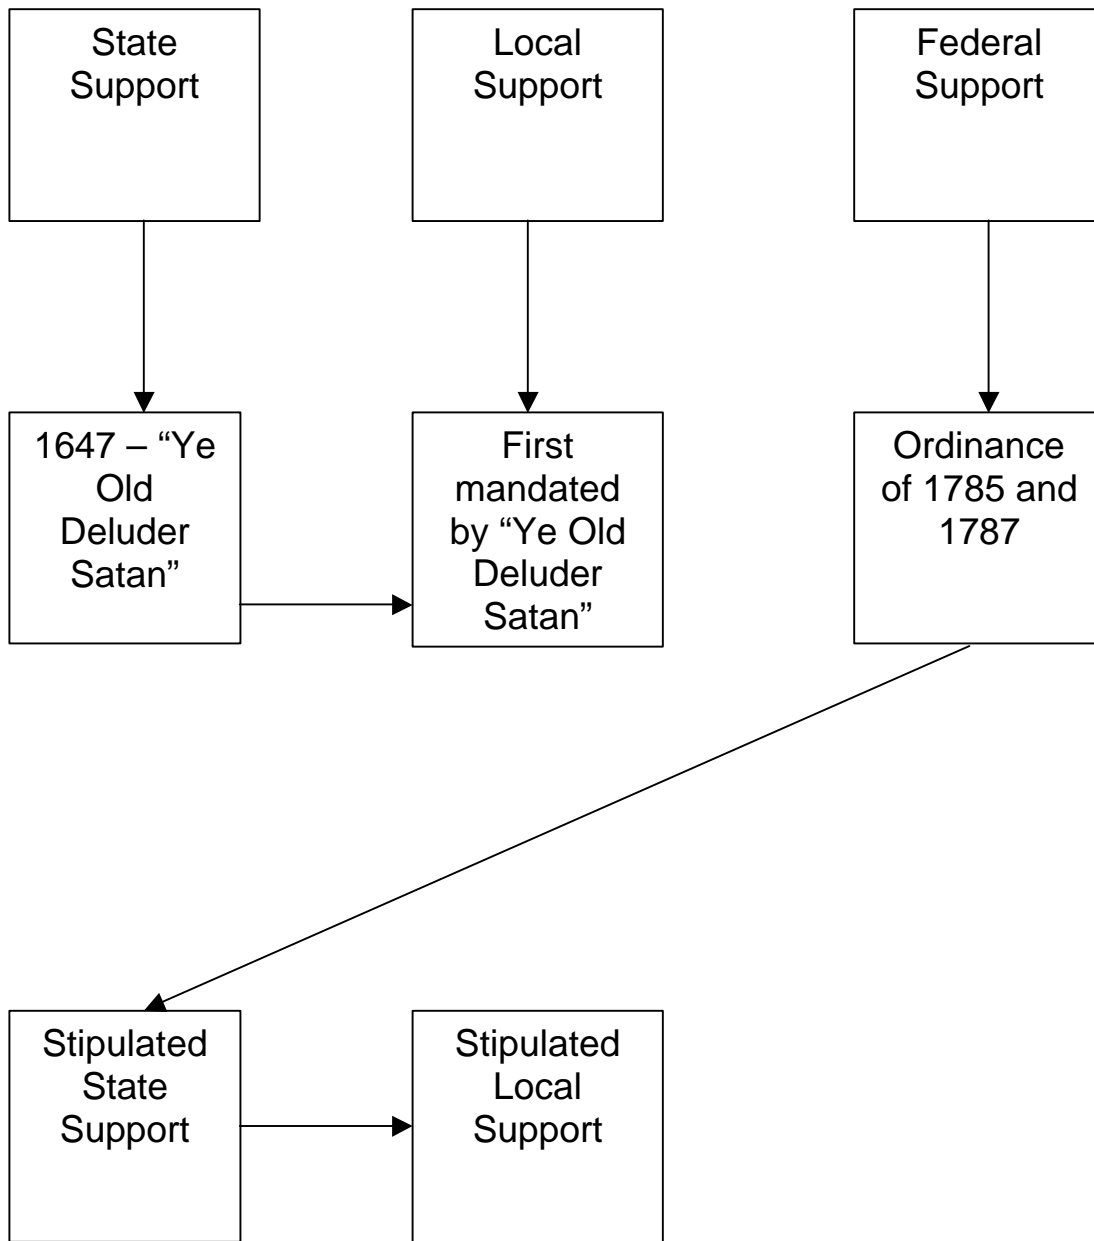 State
Support
Local
Support
Federal
Support
1647 – “Ye
Old
Deluder
Satan”
First
mandated
by “Ye Old
Deluder
Satan”
Ordinance
of 1785 and
1787
Stipulated
State
Support
Stipulated
Local
Support